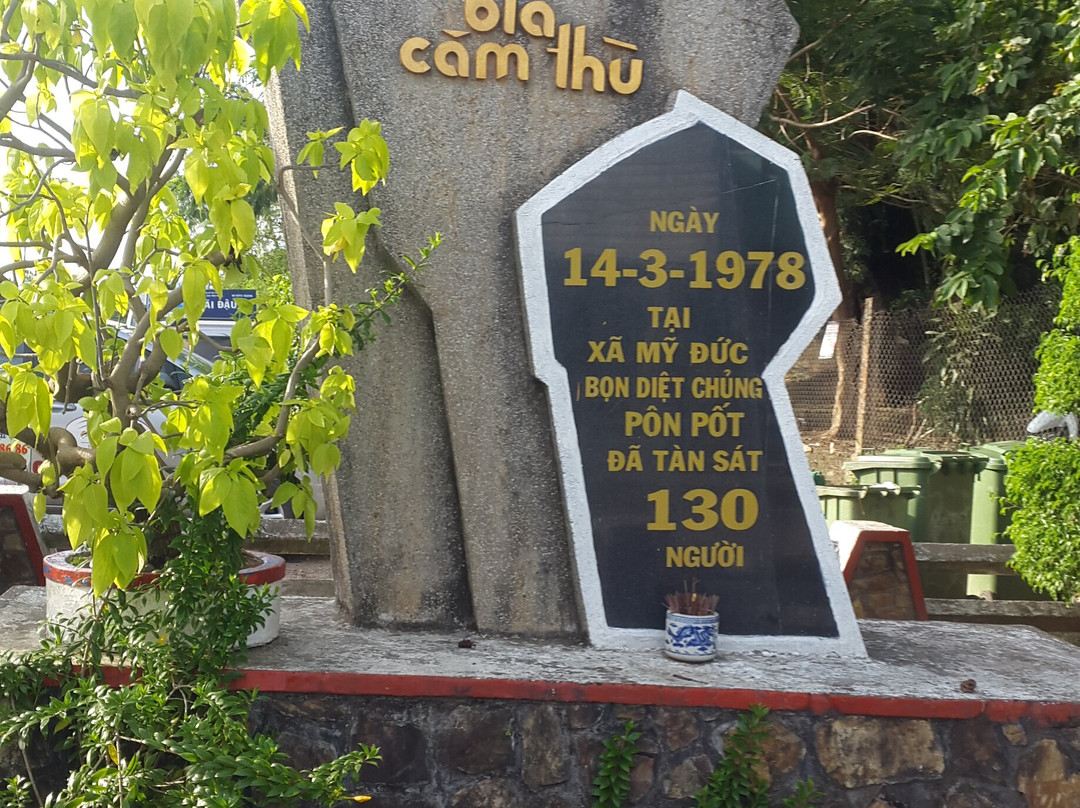 bia
căm thù
NGÀY
14-3-1978
TẠI
XÃ MỸ ĐỨC
BỌN DIỆT CHỦNG
PÔN PỐT
ĐÃ TÀN SÁT
130
NGƯỜI